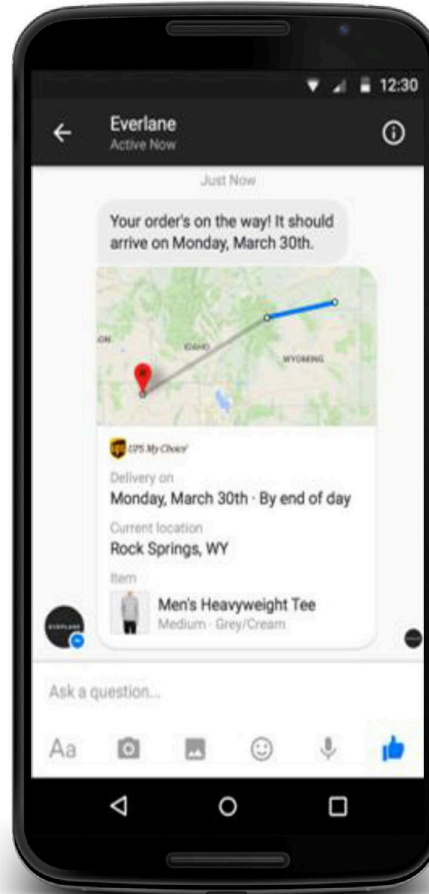 12:30
Everlane
Active Now
Just Now
Your order's on the way! It should
arrive on Monday, March 30th.
IDAHO
WYOMING
UPS My Choice
Delivery on
Monday, March 30th · By end of day
Current location
Rock Springs, WY
Item
Men's Heavyweight Tee
Medium · Grey/Cream
EVERLANE
Ask a question...
Aa